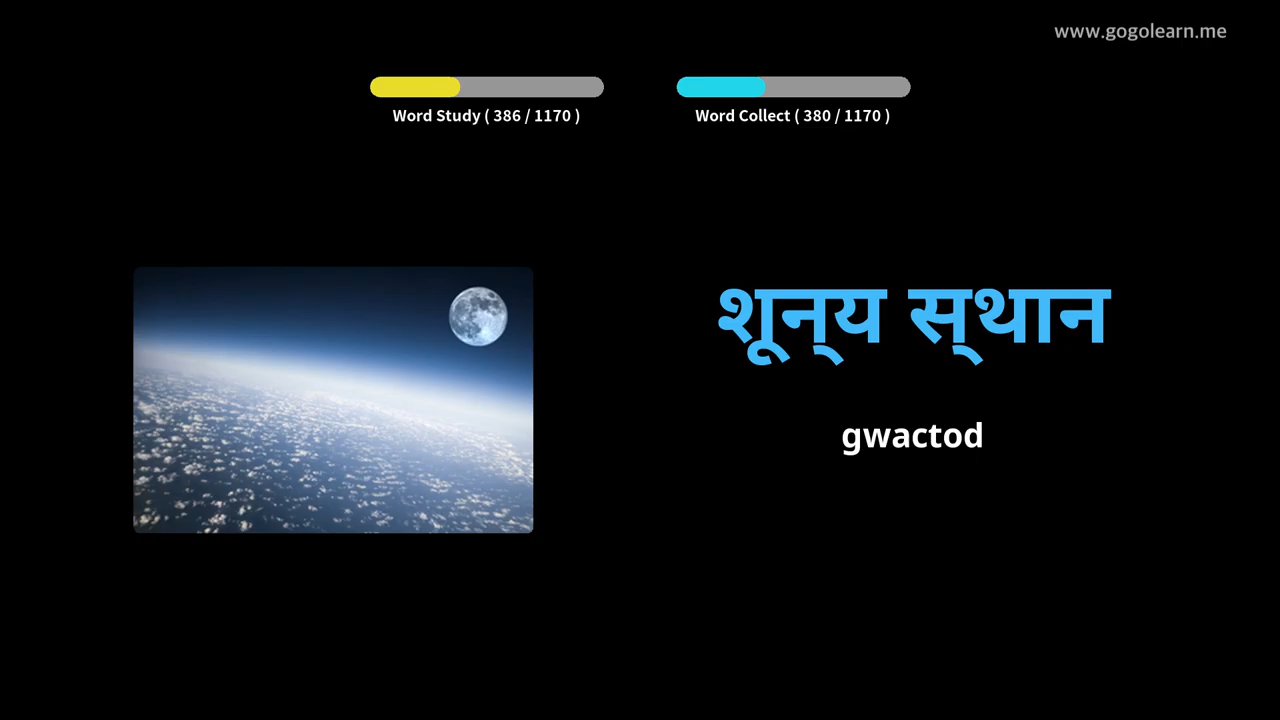 www.gogolearn.me
Word Study ( 386 / 1170 )
Word Collect ( 380 / 1170 )
शून्य स्थान
gwactod